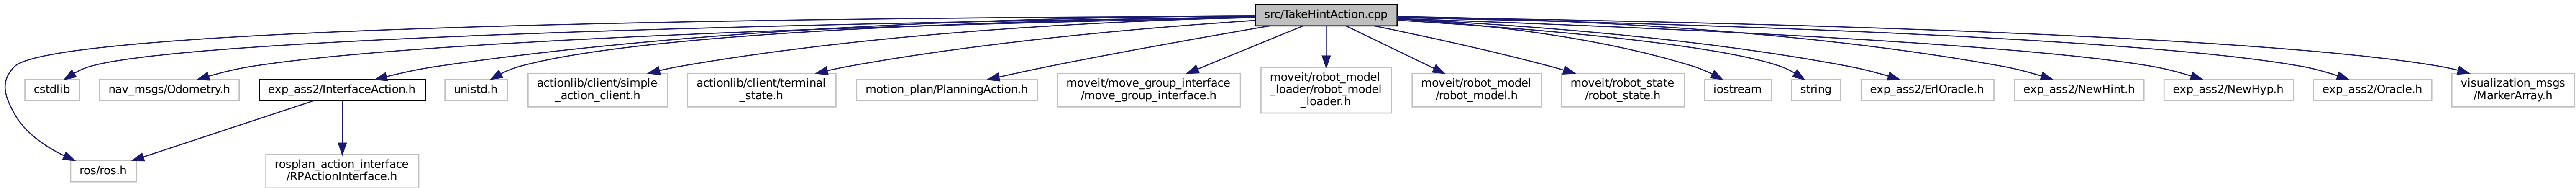 src/TakeHintAction.cpp
cstdlib
nav_msgs/Odometry.h
exp_ass2/InterfaceAction.h
unistd.h
actionlib/client/simple
_action_client.h
actionlib/client/terminal
_state.h
motion_plan/PlanningAction.h
moveit/move_group_interface
/move_group_interface.h
moveit/robot_model
_loader/robot_model
_loader.h
moveit/robot_model
/robot_model.h
moveit/robot_state
/robot_state.h
iostream
string
exp_ass2/ErlOracle.h
exp_ass2/NewHint.h
exp_ass2/NewHyp.h
exp_ass2/Oracle.h
visualization_msgs
/MarkerArray.h
ros/ros.h
rosplan_action_interface
/RPActionInterface.h